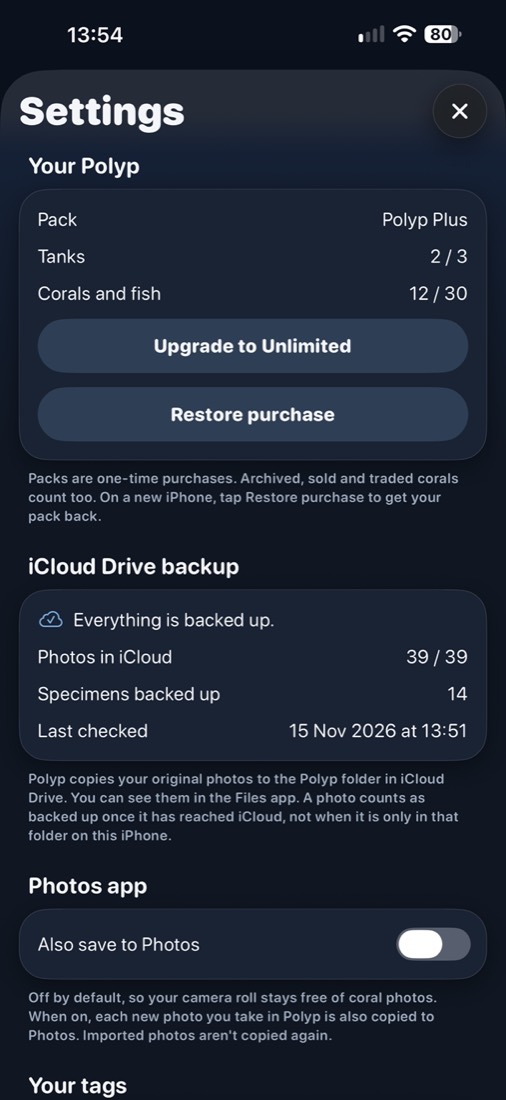 13:54
80
Settings
Your Polyp
Pack Polyp Plus
Tanks 2 / 3
Corals and fish 12 / 30
Upgrade to Unlimited
Restore purchase
Packs are one-time purchases. Archived, sold and traded corals
count too. On a new iPhone, tap Restore purchase to get your
pack back.
iCloud Drive backup
Everything is backed up.
Photos in iCloud 39 / 39
Specimens backed up 14
Last checked 15 Nov 2026 at 13:51
Polyp copies your original photos to the Polyp folder in iCloud
Drive. You can see them in the Files app. A photo counts as
backed up once it has reached iCloud, not when it is only in that
folder on this iPhone.
Photos app
Also save to Photos
Off by default, so your camera roll stays free of coral photos.
When on, each new photo you take in Polyp is also copied to
Photos. Imported photos aren't copied again.
Your tags